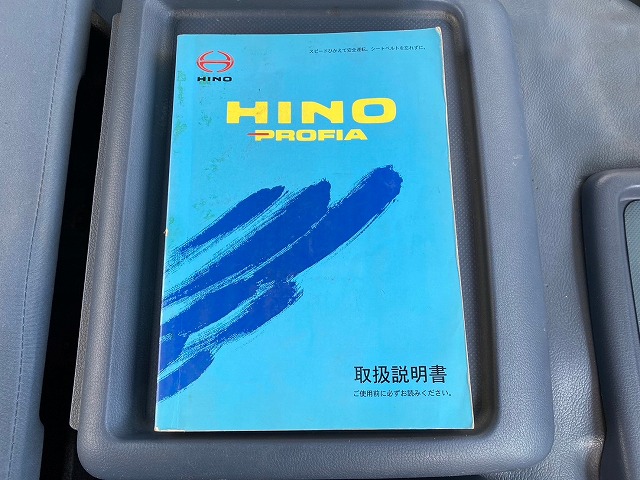 スピードひかえて安全運転、シートベルトを忘れずに。
HINO
HINO
PROFIA
取扱説明書
ご使用前に必ずお読みください。